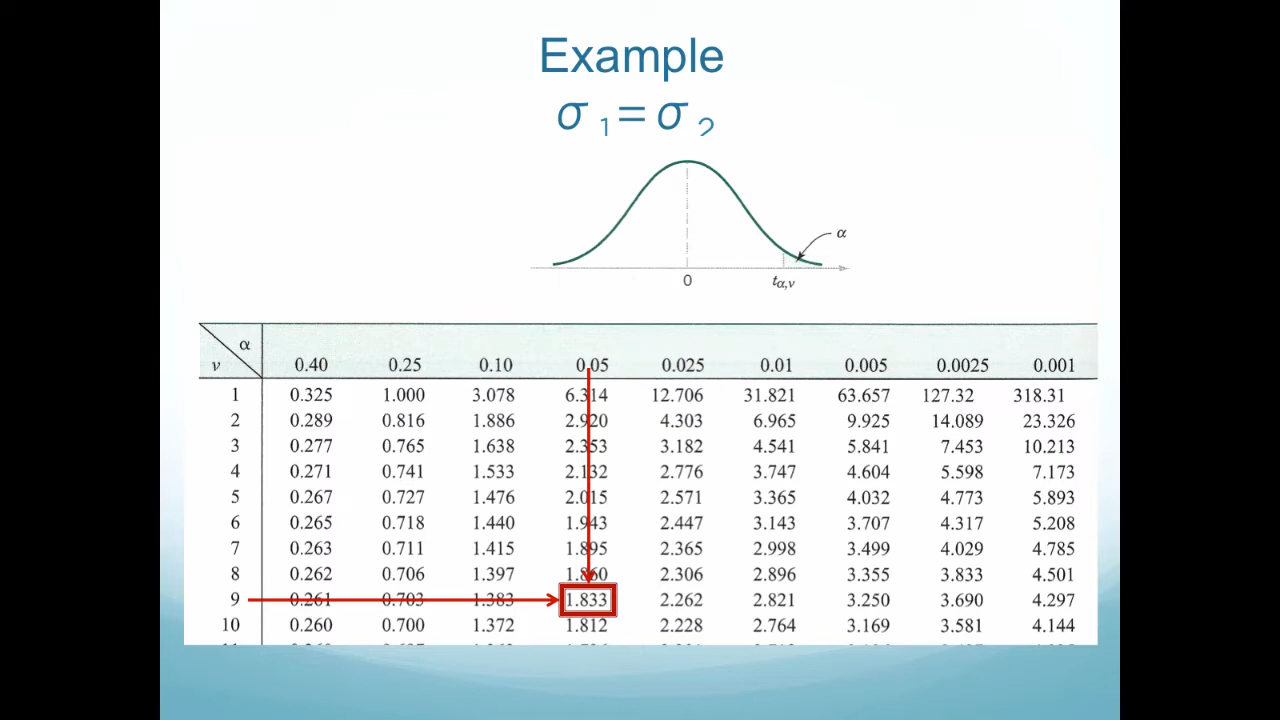 Example
σ 1 = σ 2
α
0
tα,ν
α
ν 0.40 0.25 0.10 0.05 0.025 0.01 0.005 0.0025 0.001
1 0.325 1.000 3.078 6.314 12.706 31.821 63.657 127.32 318.31
2 0.289 0.816 1.886 2.920 4.303 6.965 9.925 14.089 23.326
3 0.277 0.765 1.638 2.353 3.182 4.541 5.841 7.453 10.213
4 0.271 0.741 1.533 2.132 2.776 3.747 4.604 5.598 7.173
5 0.267 0.727 1.476 2.015 2.571 3.365 4.032 4.773 5.893
6 0.265 0.718 1.440 1.943 2.447 3.143 3.707 4.317 5.208
7 0.263 0.711 1.415 1.895 2.365 2.998 3.499 4.029 4.785
8 0.262 0.706 1.397 1.860 2.306 2.896 3.355 3.833 4.501
9 0.261 0.703 1.383 1.833 2.262 2.821 3.250 3.690 4.297
10 0.260 0.700 1.372 1.812 2.228 2.764 3.169 3.581 4.144